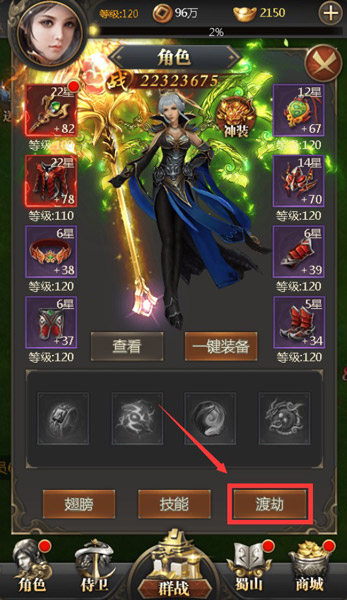 等级:120 96万 2150
2%
角色
战 22323675
22星 12星
+82 +67
等级:120
神装
22星 14星
+78 +70
等级:110 等级:120
6星 6星
+38 +39
等级:120 等级:120
6星 5星
+37 +34
等级:120 等级:120
查看 一键装备
翅膀 技能 渡劫
角色 侍卫 群战 蜀山 商城